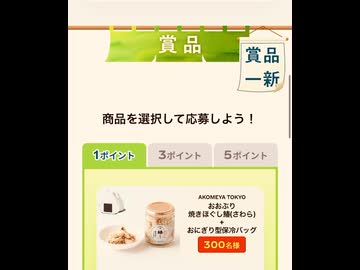 賞品
賞品
一新
商品を選択して応募しよう！
1ポイント
3ポイント
5ポイント
AKOMEYA TOKYO
おおぶり
焼きほぐし鰆(さわら)
+
おにぎり型保冷バッグ
300名様